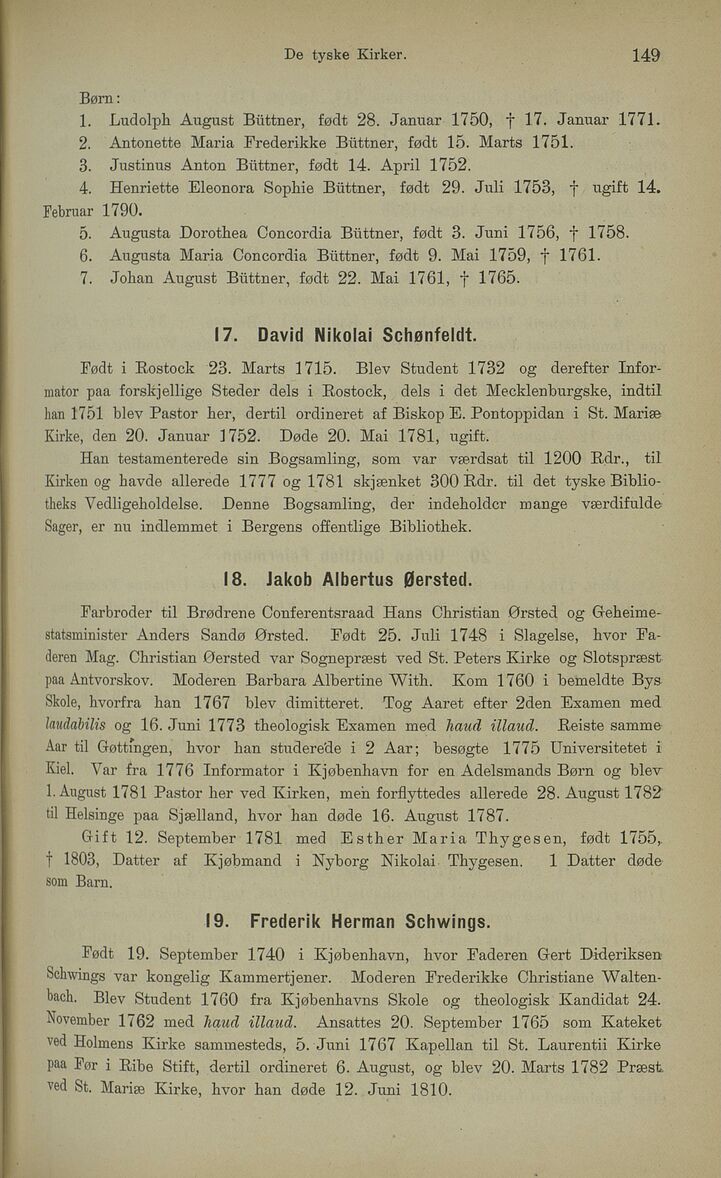 De tyske Kirker. 149
Børn:
1. Ludolph August Büttner, født 28. Januar 1750, † 17. Januar 1771.
2. Antonette Maria Frederikke Büttner, født 15. Marts 1751.
3. Justinus Anton Büttner, født 14. April 1752.
4. Henriette Eleonora Sophie Büttner, født 29. Juli 1753, † ugift 14.
Februar 1790.
5. Augusta Dorothea Concordia Büttner, født 3. Juni 1756, † 1758.
6. Augusta Maria Concordia Büttner, født 9. Mai 1759, † 1761.
7. Johan August Büttner, født 22. Mai 1761, † 1765.
17. David Nikolai Schønfeldt.
Født i Rostock 23. Marts 1715. Blev Student 1732 og derefter Infor-
mator paa forskjellige Steder dels i Rostock, dels i det Mecklenburgske, indtil
han 1751 blev Pastor her, dertil ordineret af Biskop E. Pontoppidan i St. Mariæ
Kirke, den 20. Januar 1752. Døde 20. Mai 1781, ugift.
Han testamenterede sin Bogsamling, som var værdsat til 1200 Rdr., til
Kirken og havde allerede 1777 og 1781 skjænket 300 Rdr. til det tyske Biblio-
theks Vedligeholdelse. Denne Bogsamling, der indeholder mange værdifulde
Sager, er nu indlemmet i Bergens offentlige Bibliothek.
18. Jakob Albertus Øersted.
Farbroder til Brødrene Conferentsraad Hans Christian Ørsted og Geheime-
statsminister Anders Sandø Ørsted. Født 25. Juli 1748 i Slagelse, hvor Fa-
deren Mag. Christian Øersted var Sognepræst ved St. Peters Kirke og Slotspræst
paa Antvorskov. Moderen Barbara Albertine With. Kom 1760 i bemeldte Bys
Skole, hvorfra han 1767 blev dimitteret. Tog Aaret efter 2den Examen med
laudabilis og 16. Juni 1773 theologisk Examen med haud illaud. Reiste samme
Aar til Gøttingen, hvor han studerede i 2 Aar; besøgte 1775 Universitetet i
Kiel. Var fra 1776 Informator i Kjøbenhavn for en Adelsmands Børn og blev
1. August 1781 Pastor her ved Kirken, men forflyttedes allerede 28. August 1782
til Helsinge paa Sjælland, hvor han døde 16. August 1787.
Gift 12. September 1781 med Esther Maria Thygesen, født 1755,
† 1803, Datter af Kjøbmand i Nyborg Nikolai Thygesen. 1 Datter døde
som Barn.
19. Frederik Herman Schwings.
Født 19. September 1740 i Kjøbenhavn, hvor Faderen Gert Dideriksen
Schwings var kongelig Kammertjener. Moderen Frederikke Christiane Walten-
bach. Blev Student 1760 fra Kjøbenhavns Skole og theologisk Kandidat 24.
November 1762 med haud illaud. Ansattes 20. September 1765 som Kateket
ved Holmens Kirke sammesteds, 5. Juni 1767 Kapellan til St. Laurentii Kirke
paa Før i Ribe Stift, dertil ordineret 6. August, og blev 20. Marts 1782 Præst
ved St. Mariæ Kirke, hvor han døde 12. Juni 1810.